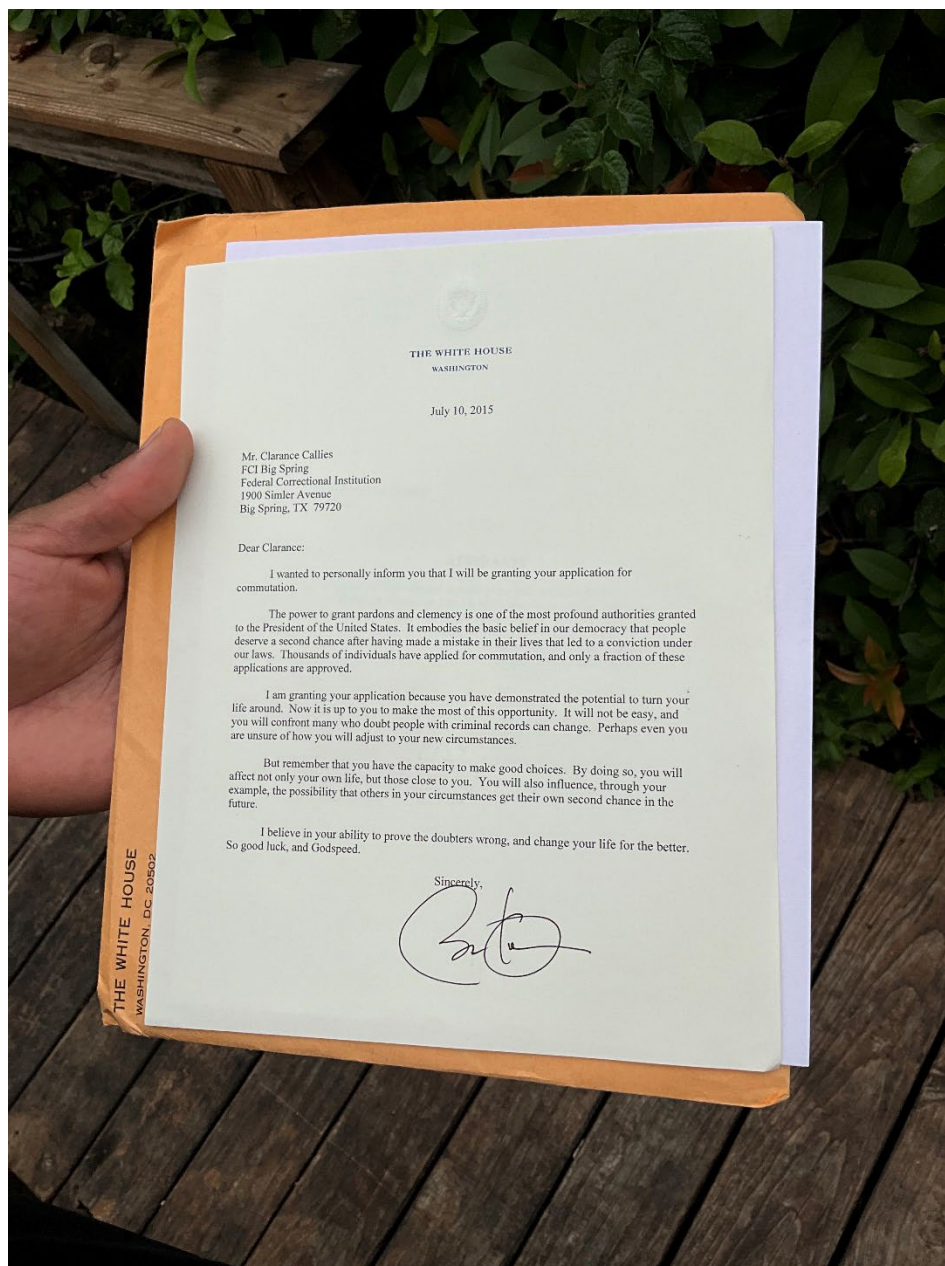 THE WHITE HOUSE
WASHINGTON
July 10, 2015
Mr. Clarance Callies
FCI Big Spring
Federal Correctional Institution
1900 Simler Avenue
Big Spring, TX 79720
Dear Clarance:
I wanted to personally inform you that I will be granting your application for
commutation.
The power to grant pardons and clemency is one of the most profound authorities granted
to the President of the United States. It embodies the basic belief in our democracy that people
deserve a second chance after having made a mistake in their lives that led to a conviction under
our laws. Thousands of individuals have applied for commutation, and only a fraction of these
applications are approved.
I am granting your application because you have demonstrated the potential to turn your
life around. Now it is up to you to make the most of this opportunity. It will not be easy, and
you will confront many who doubt people with criminal records can change. Perhaps even you
are unsure of how you will adjust to your new circumstances.
But remember that you have the capacity to make good choices. By doing so, you will
affect not only your own life, but those close to you. You will also influence, through your
example, the possibility that others in your circumstances get their own second chance in the
future.
I believe in your ability to prove the doubters wrong, and change your life for the better.
So good luck, and Godspeed.
Sincerely,
THE WHITE HOUSE
WASHINGTON, DC 20502